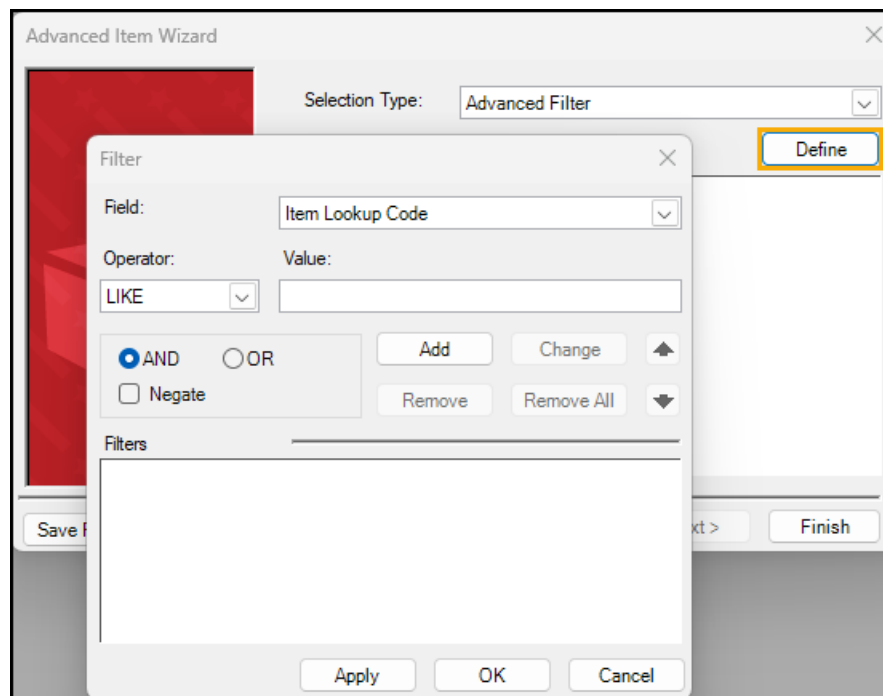 Advanced Item Wizard
Selection Type: Advanced Filter
Define
Filter
Field: Item Lookup Code
Operator: Value:
LIKE
AND OR Add Change
Negate Remove Remove All
Filters
Save xt > Finish
Apply OK Cancel